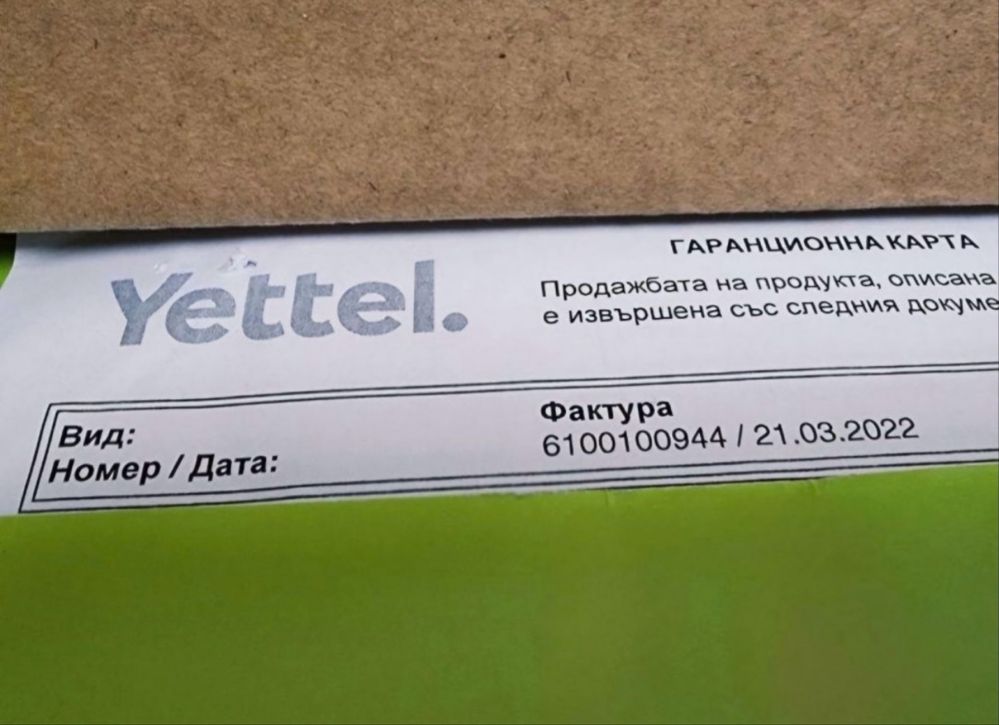 ГАРАНЦИОННА КАРТА
Yettel.
Продажбата на продукта, описана
е извършена със следния
Вид: Фактура
Номер / Дата: 6100100944 / 21.03.2022